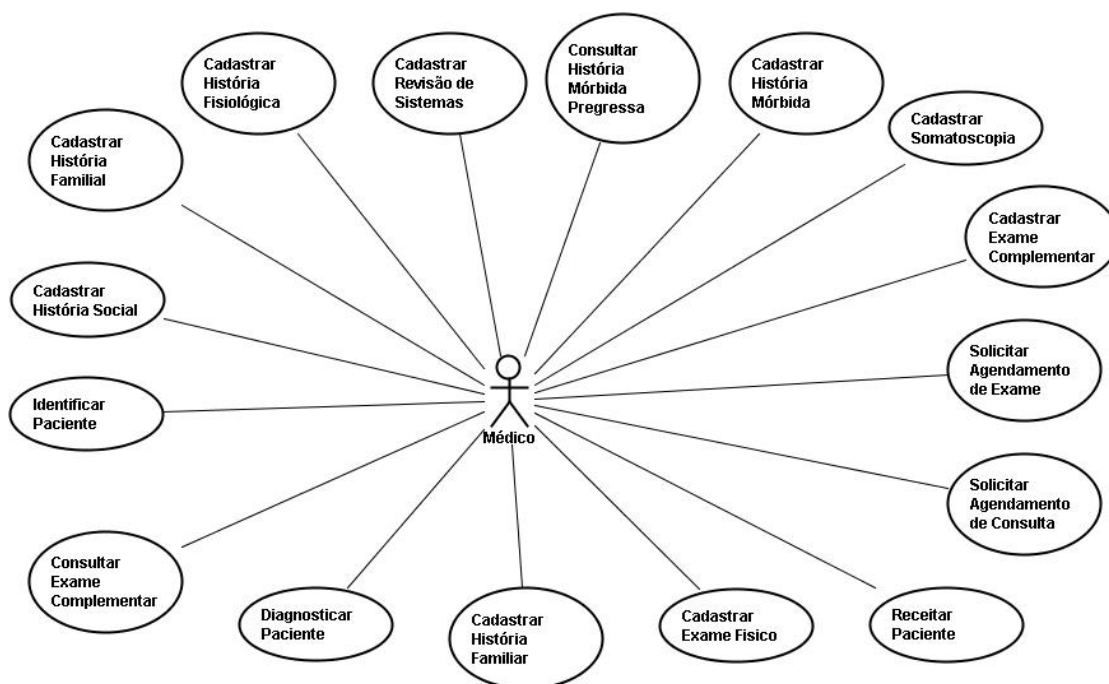 Cadastrar
História
Fisiológica
Cadastrar
Revisão de
Sistemas
Consultar
História
Mórbida
Pregressa
Cadastrar
História
Mórbida
Cadastrar
Somatoscopia
Cadastrar
História
Familial
Cadastrar
Exame
Complementar
Cadastrar
História Social
Solicitar
Agendamento
de Exame
Identificar
Paciente
Médico
Solicitar
Agendamento
de Consulta
Consultar
Exame
Complementar
Diagnosticar
Paciente
Cadastrar
História
Familiar
Cadastrar
Exame Fisico
Receitar
Paciente